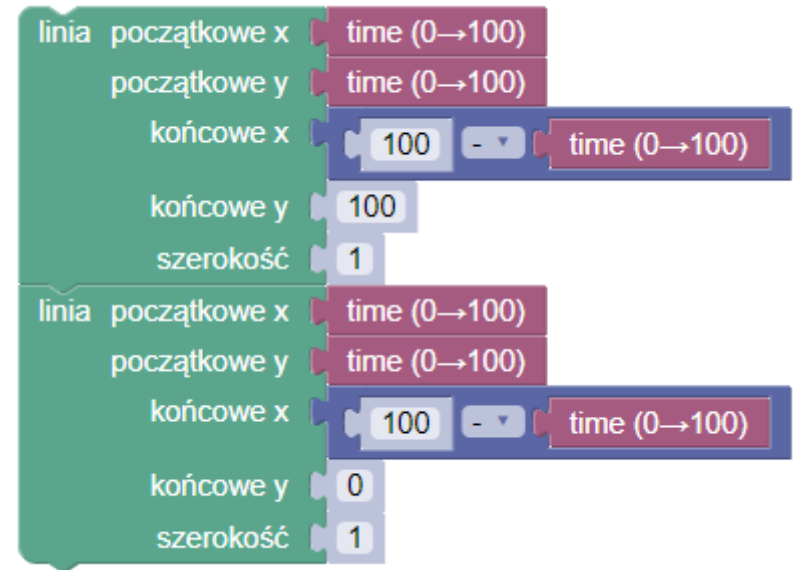 linia początkowe x time (0→100)
początkowe y time (0→100)
końcowe x 100 - time (0→100)
końcowe y 100
szerokość 1
linia początkowe x time (0→100)
początkowe y time (0→100)
końcowe x 100 - time (0→100)
końcowe y 0
szerokość 1